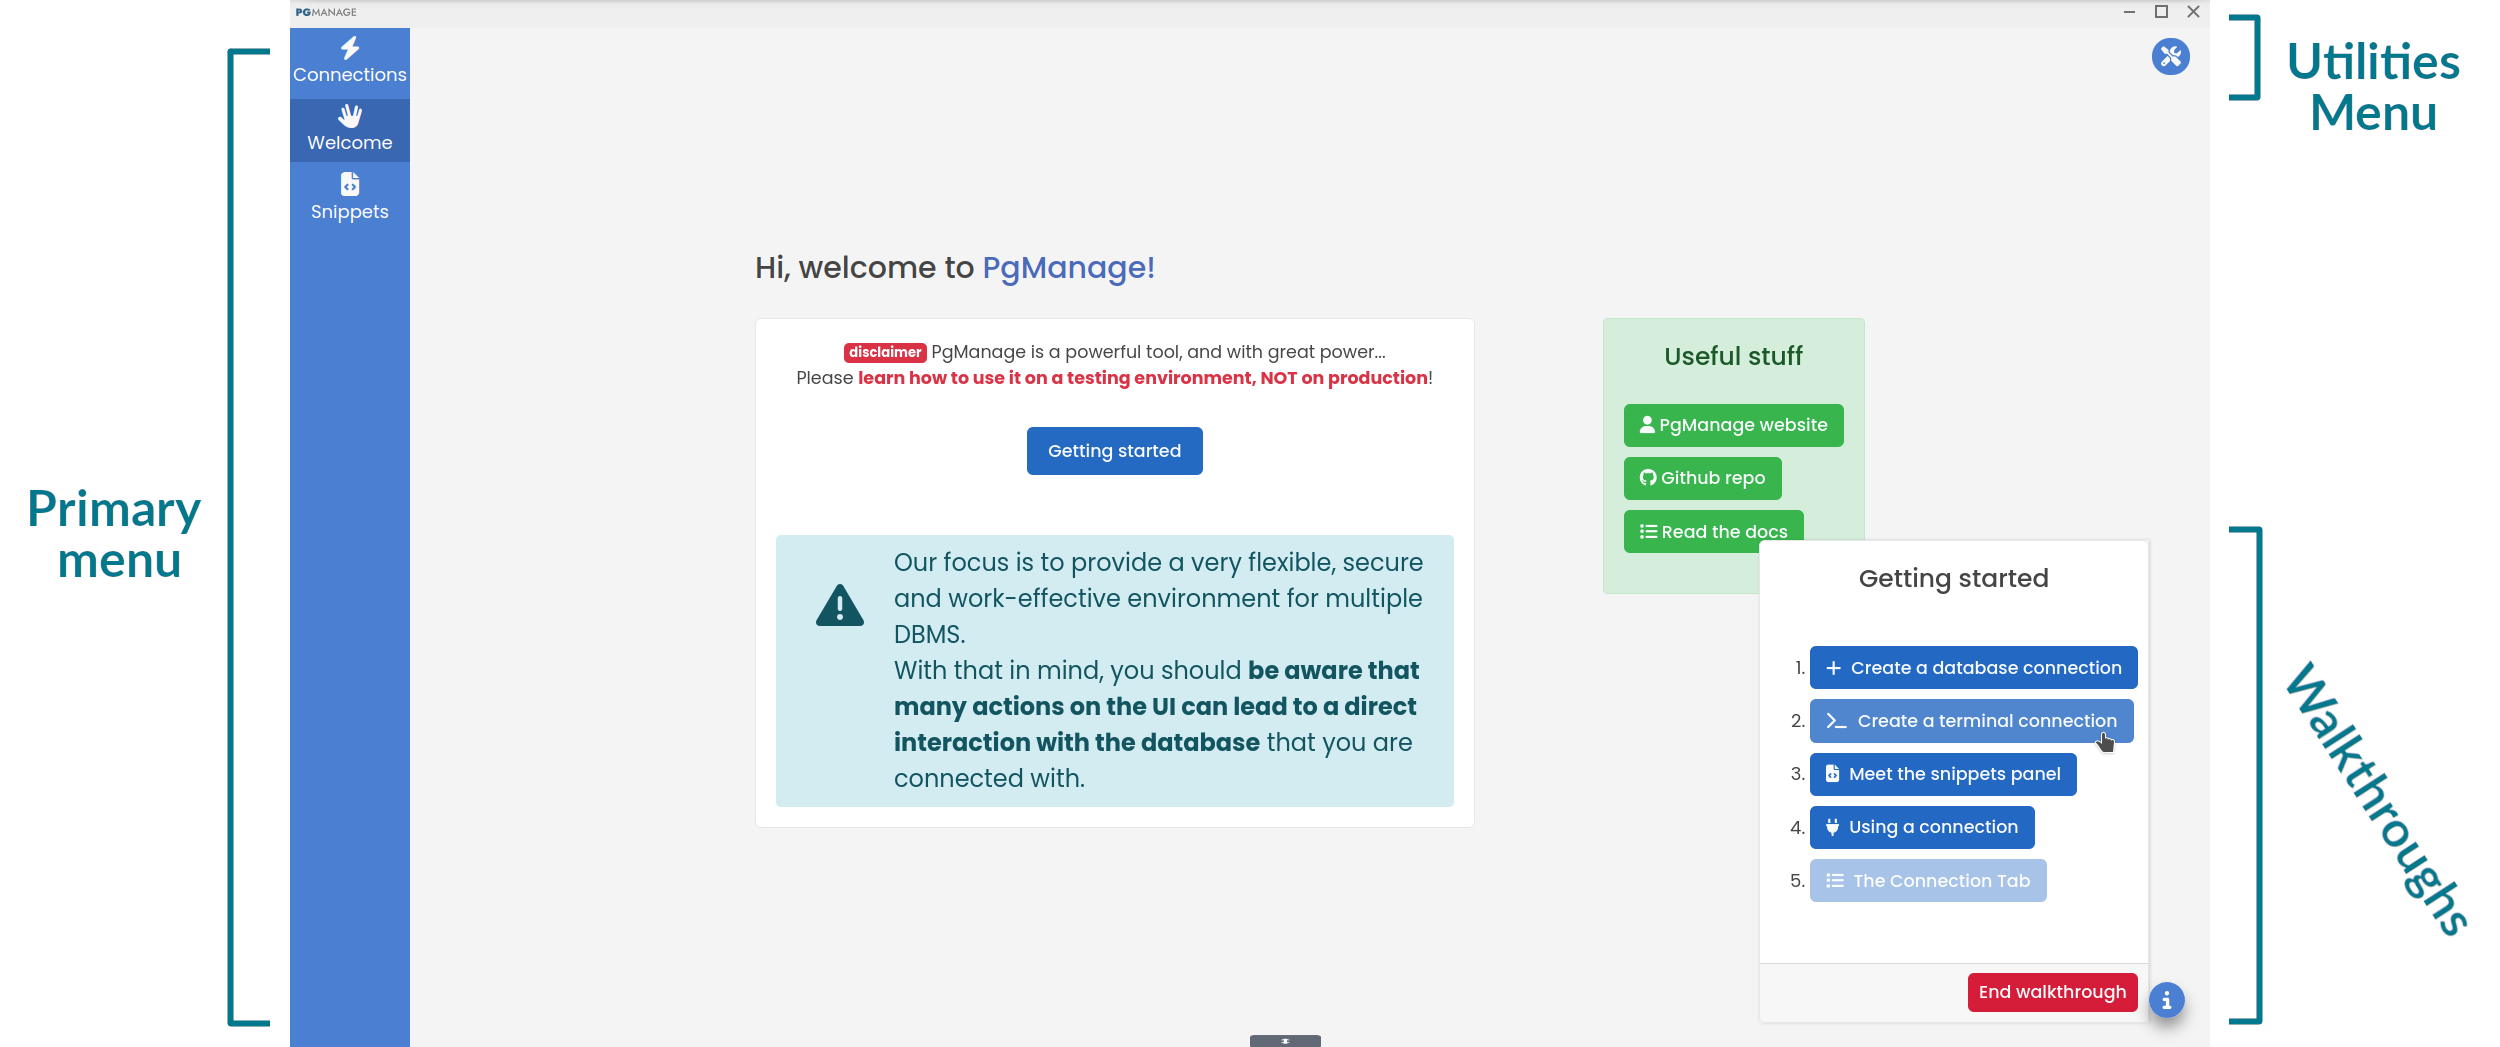 PGMANAGE
Connections
Welcome
Snippets
Primary
menu
Hi, welcome to PgManage!
disclaimer PgManage is a powerful tool, and with great power...
Please learn how to use it on a testing environment, NOT on production!
Getting started
Our focus is to provide a very flexible, secure
and work-effective environment for multiple
DBMS.
With that in mind, you should be aware that
many actions on the UI can lead to a direct
interaction with the database that you are
connected with.
Useful stuff
PgManage website
Github repo
Read the docs
Getting started
1. Create a database connection
2. Create a terminal connection
3. Meet the snippets panel
4. Using a connection
5. The Connection Tab
End walkthrough
Utilities
Menu
Walkthroughs